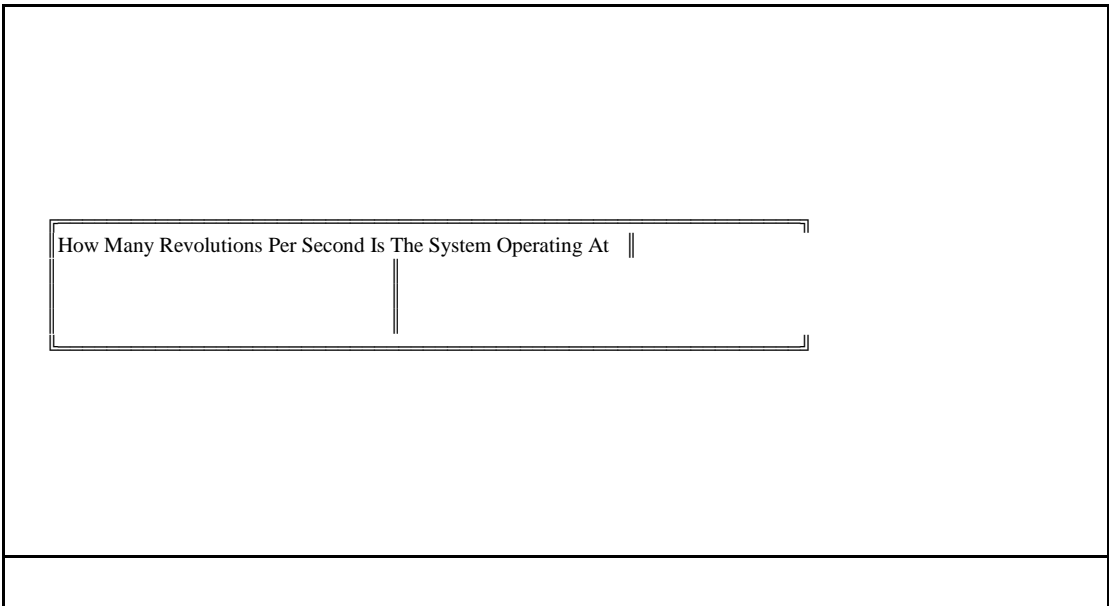 How Many Revolutions Per Second Is The System Operating At